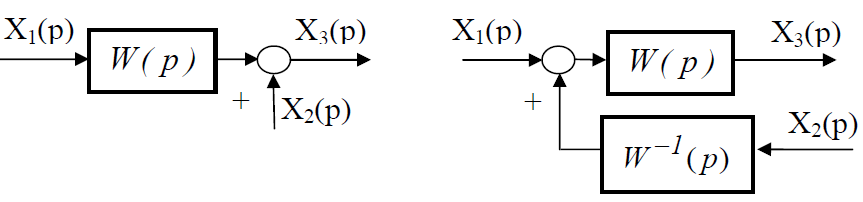 X₁(p)
W(p)
X₃(p)
+
X₂(p)
X₁(p)
W(p)
X₃(p)
+
X₂(p)
W⁻¹(p)